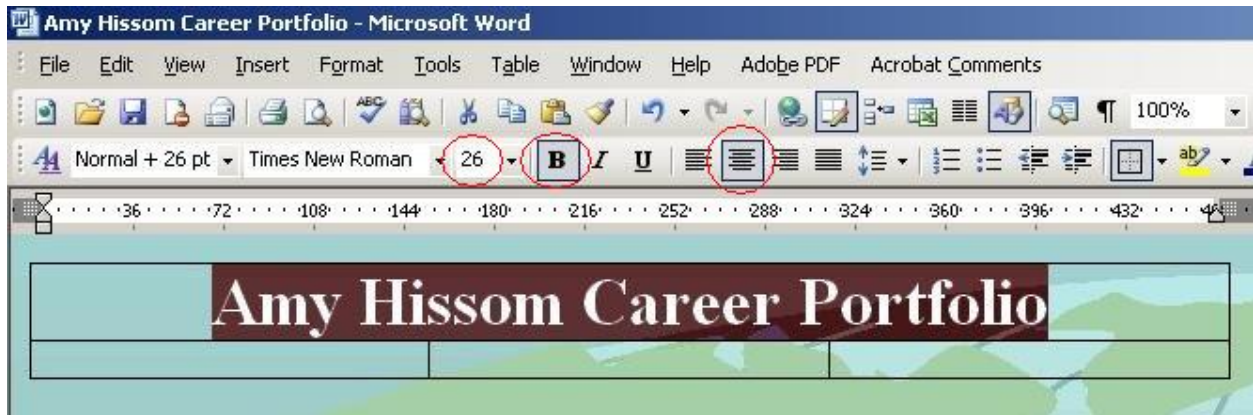 Amy Hissom Career Portfolio - Microsoft Word
File Edit View Insert Format Tools Table Window Help Adobe PDF Acrobat Comments
ABC 100%
Normal + 26 pt Times New Roman 26 B I U ab
36 72 108 144 180 216 252 288 324 360 396 432
Amy Hissom Career Portfolio